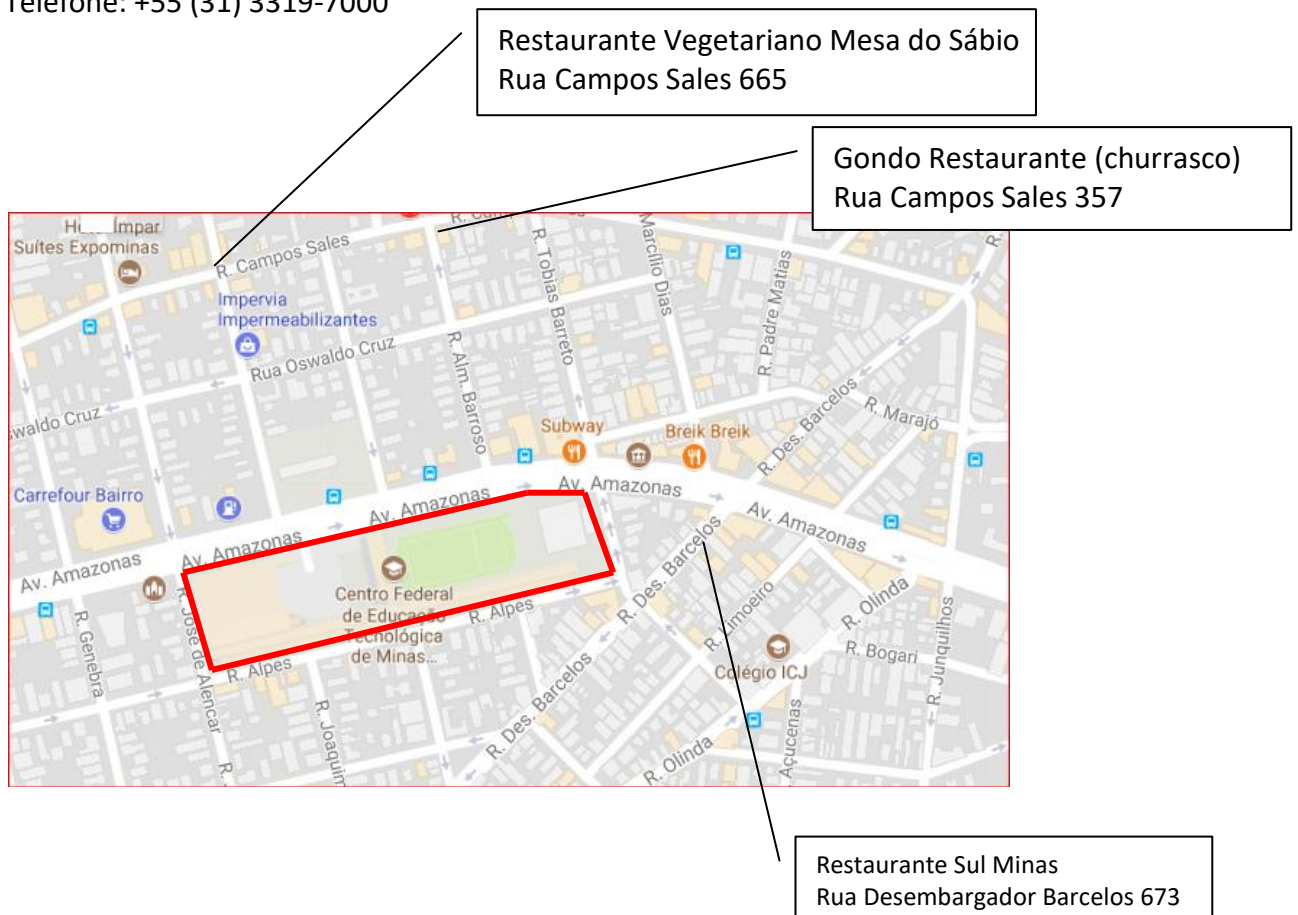 Telefone: +55 (31) 3319-7000
Restaurante Vegetariano Mesa do Sábio
Rua Campos Sales 665
Gondo Restaurante (churrasco)
Rua Campos Sales 357
Impar
Suítes Expominas
R. Campos Sales
Impervia
Impermeabilizantes
Rua Oswaldo Cruz
R. Tobias Barreto
Marcílio Dias
R. Padre Matias
R. Alm. Barroso
R. Des. Barcelos
R. Marajó
waldo Cruz
Subway
Breik Breik
Carrefour Bairro
Av. Amazonas
Av. Amazonas
Av. Amazonas
Av. Amazonas
Av. Amazonas
Av. Amazonas
Centro Federal
de Educação
Tecnológica
de Minas...
R. Alpes
R. Alpes
R. Genebra
R. José de Alencar
R.
R. Joaquim
R. Des. Barcelos
R. Des. Barcelos
R. Limoeiro
R. Olinda
R. Bogari
R. Junquilhos
Colégio ICJ
R. Olinda
Açucenas
Restaurante Sul Minas
Rua Desembargador Barcelos 673